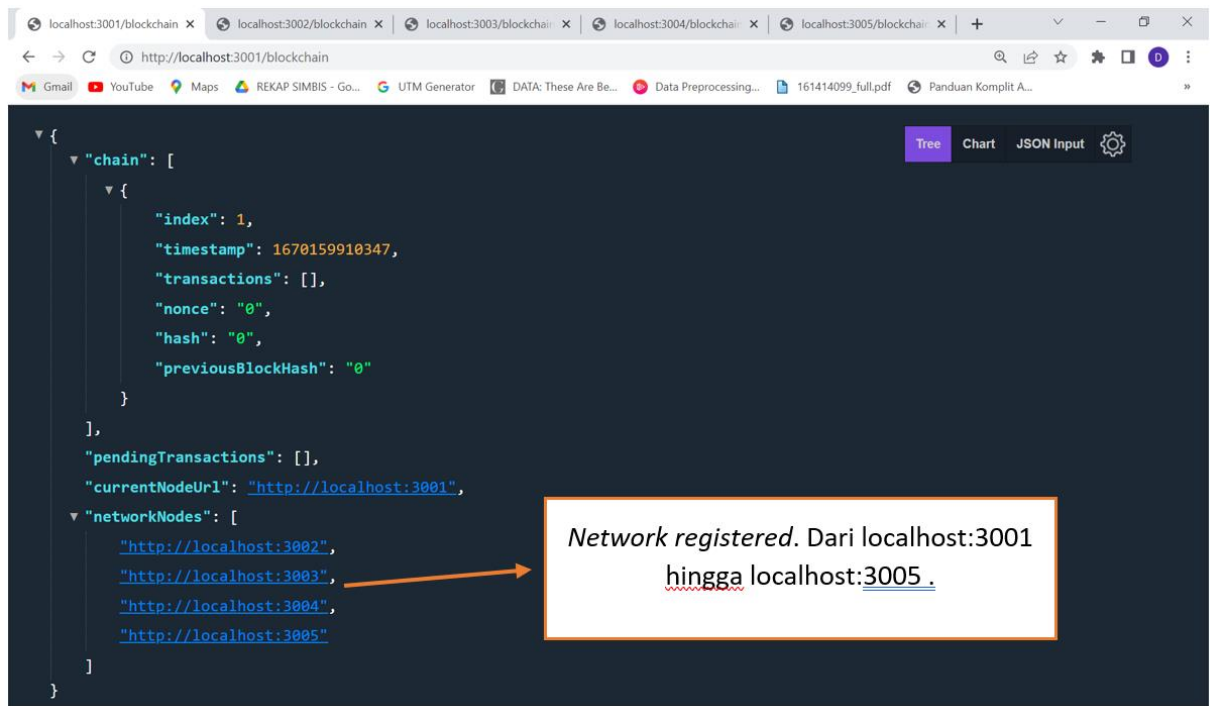 localhost:3001/blockchain
localhost:3002/blockchain
localhost:3003/blockchain
localhost:3004/blockchain
localhost:3005/blockchain
http://localhost:3001/blockchain
D
Gmail YouTube Maps REKAP SIMBIS - Go... UTM Generator DATA: These Are Be... Data Preprocessing... 161414099_full.pdf Panduan Komplit A... »
Tree Chart JSON Input
{
"chain": [
{
"index": 1,
"timestamp": 1670159910347,
"transactions": [],
"nonce": "0",
"hash": "0",
"previousBlockHash": "0"
}
],
"pendingTransactions": [],
"currentNodeUrl": "http://localhost:3001",
"networkNodes": [
"http://localhost:3002",
"http://localhost:3003",
"http://localhost:3004",
"http://localhost:3005"
]
}
Network registered. Dari localhost:3001
hingga localhost:3005 .